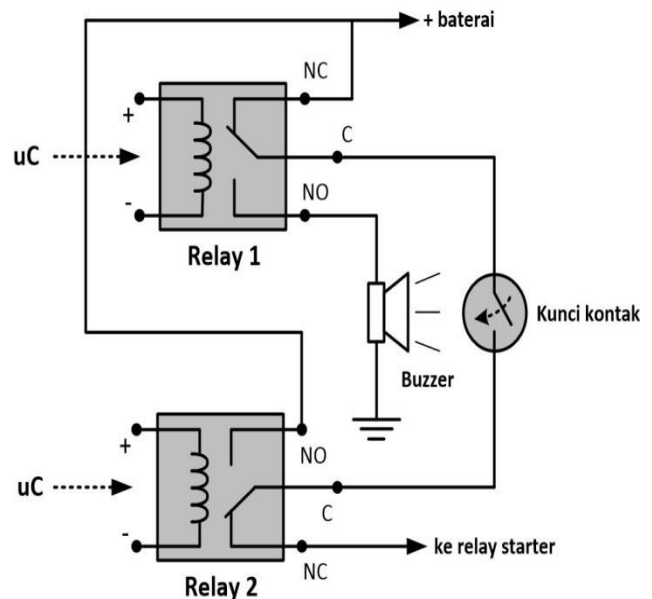 + baterai
NC
+
C
uC
NO
-
Relay 1
Kunci kontak
Buzzer
+
NO
uC
C
-
ke relay starter
NC
Relay 2